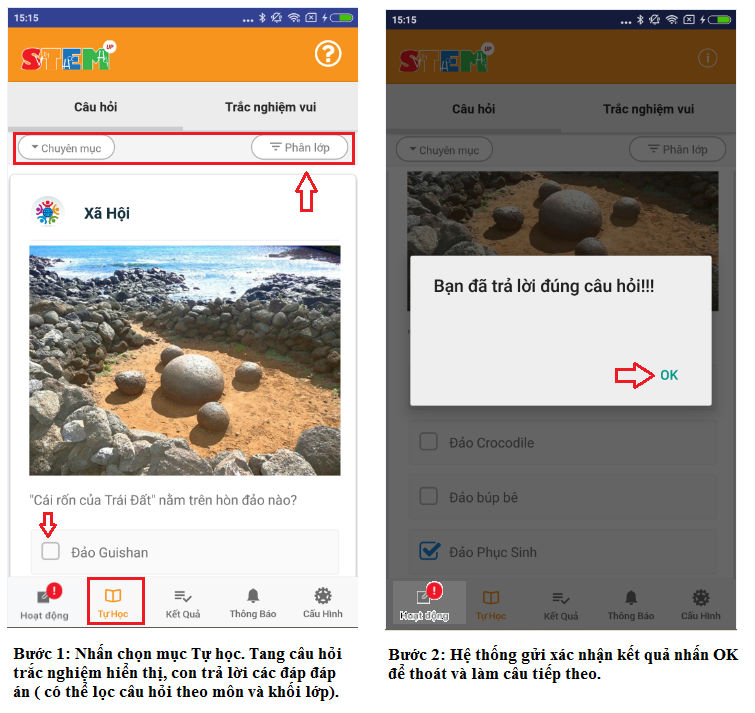 15:15
STEM UP
?
Câu hỏi
Trắc nghiệm vui
Chuyên mục
Phân lớp
Xã Hội
"Cái rốn của Trái Đất" nằm trên hòn đảo nào?
Đảo Guishan
!
Hoạt động
Tự Học
Kết Quả
Thông Báo
Cấu Hình
Bước 1: Nhấn chọn mục Tự học. Tang câu hỏi
trắc nghiệm hiển thị, con trả lời các đáp đáp
án ( có thể lọc câu hỏi theo môn và khối lớp).
15:15
STEM UP
i
Câu hỏi
Trắc nghiệm vui
Chuyên mục
Phân lớp
Bạn đã trả lời đúng câu hỏi!!!
OK
Đảo Crocodile
Đảo búp bê
Đảo Phục Sinh
!
Hoạt động
Tự Học
Kết Quả
Thông Báo
Cấu Hình
Bước 2: Hệ thống gửi xác nhận kết quả nhấn OK
để thoát và làm câu tiếp theo.